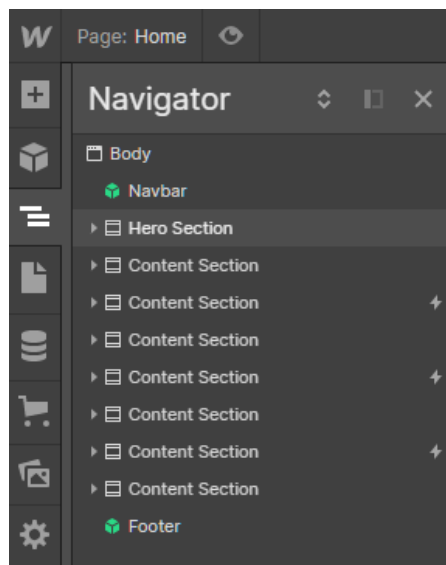 W
Page: Home
Navigator
Body
Navbar
Hero Section
Content Section
Content Section
Content Section
Content Section
Content Section
Content Section
Content Section
Footer